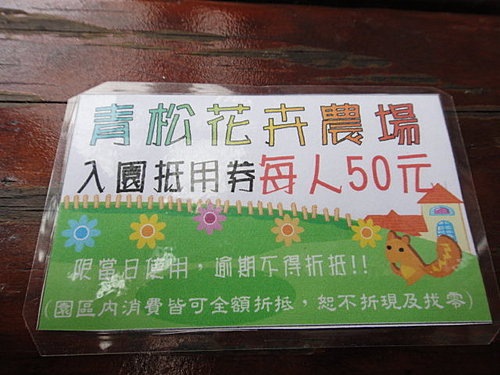 青松花卉農場
入園抵用券每人50元
限當日使用，逾期不得折抵!!
(園區內消費皆可全額折抵，恕不折現及找零)